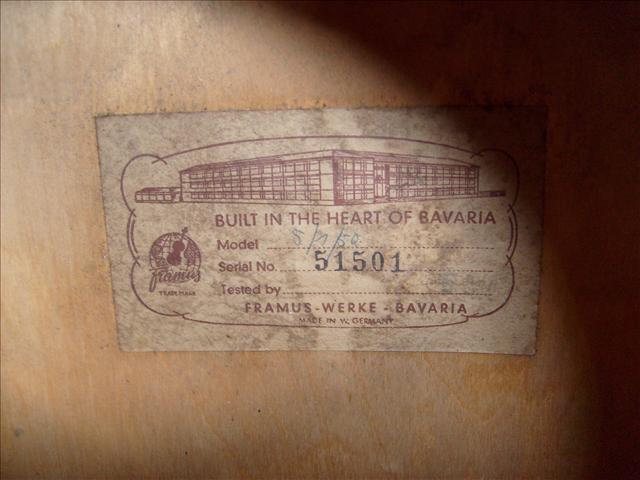 BUILT IN THE HEART OF BAVARIA
Model
Serial No. 51501
Tested by
framus
TRADE MARK
FRAMUS-WERKE - BAVARIA
MADE IN W. GERMANY